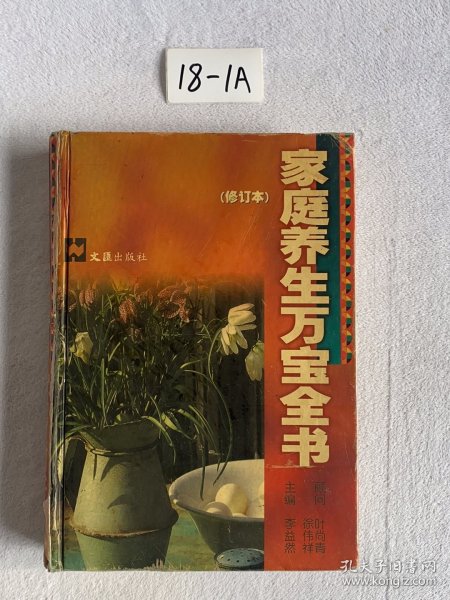 18-1A
家庭养生万宝全书
(修订本)
文匯出版社
顾问 叶尚青
徐伟祥
主编 李益然
孔夫子旧书网
www.kongfz.com